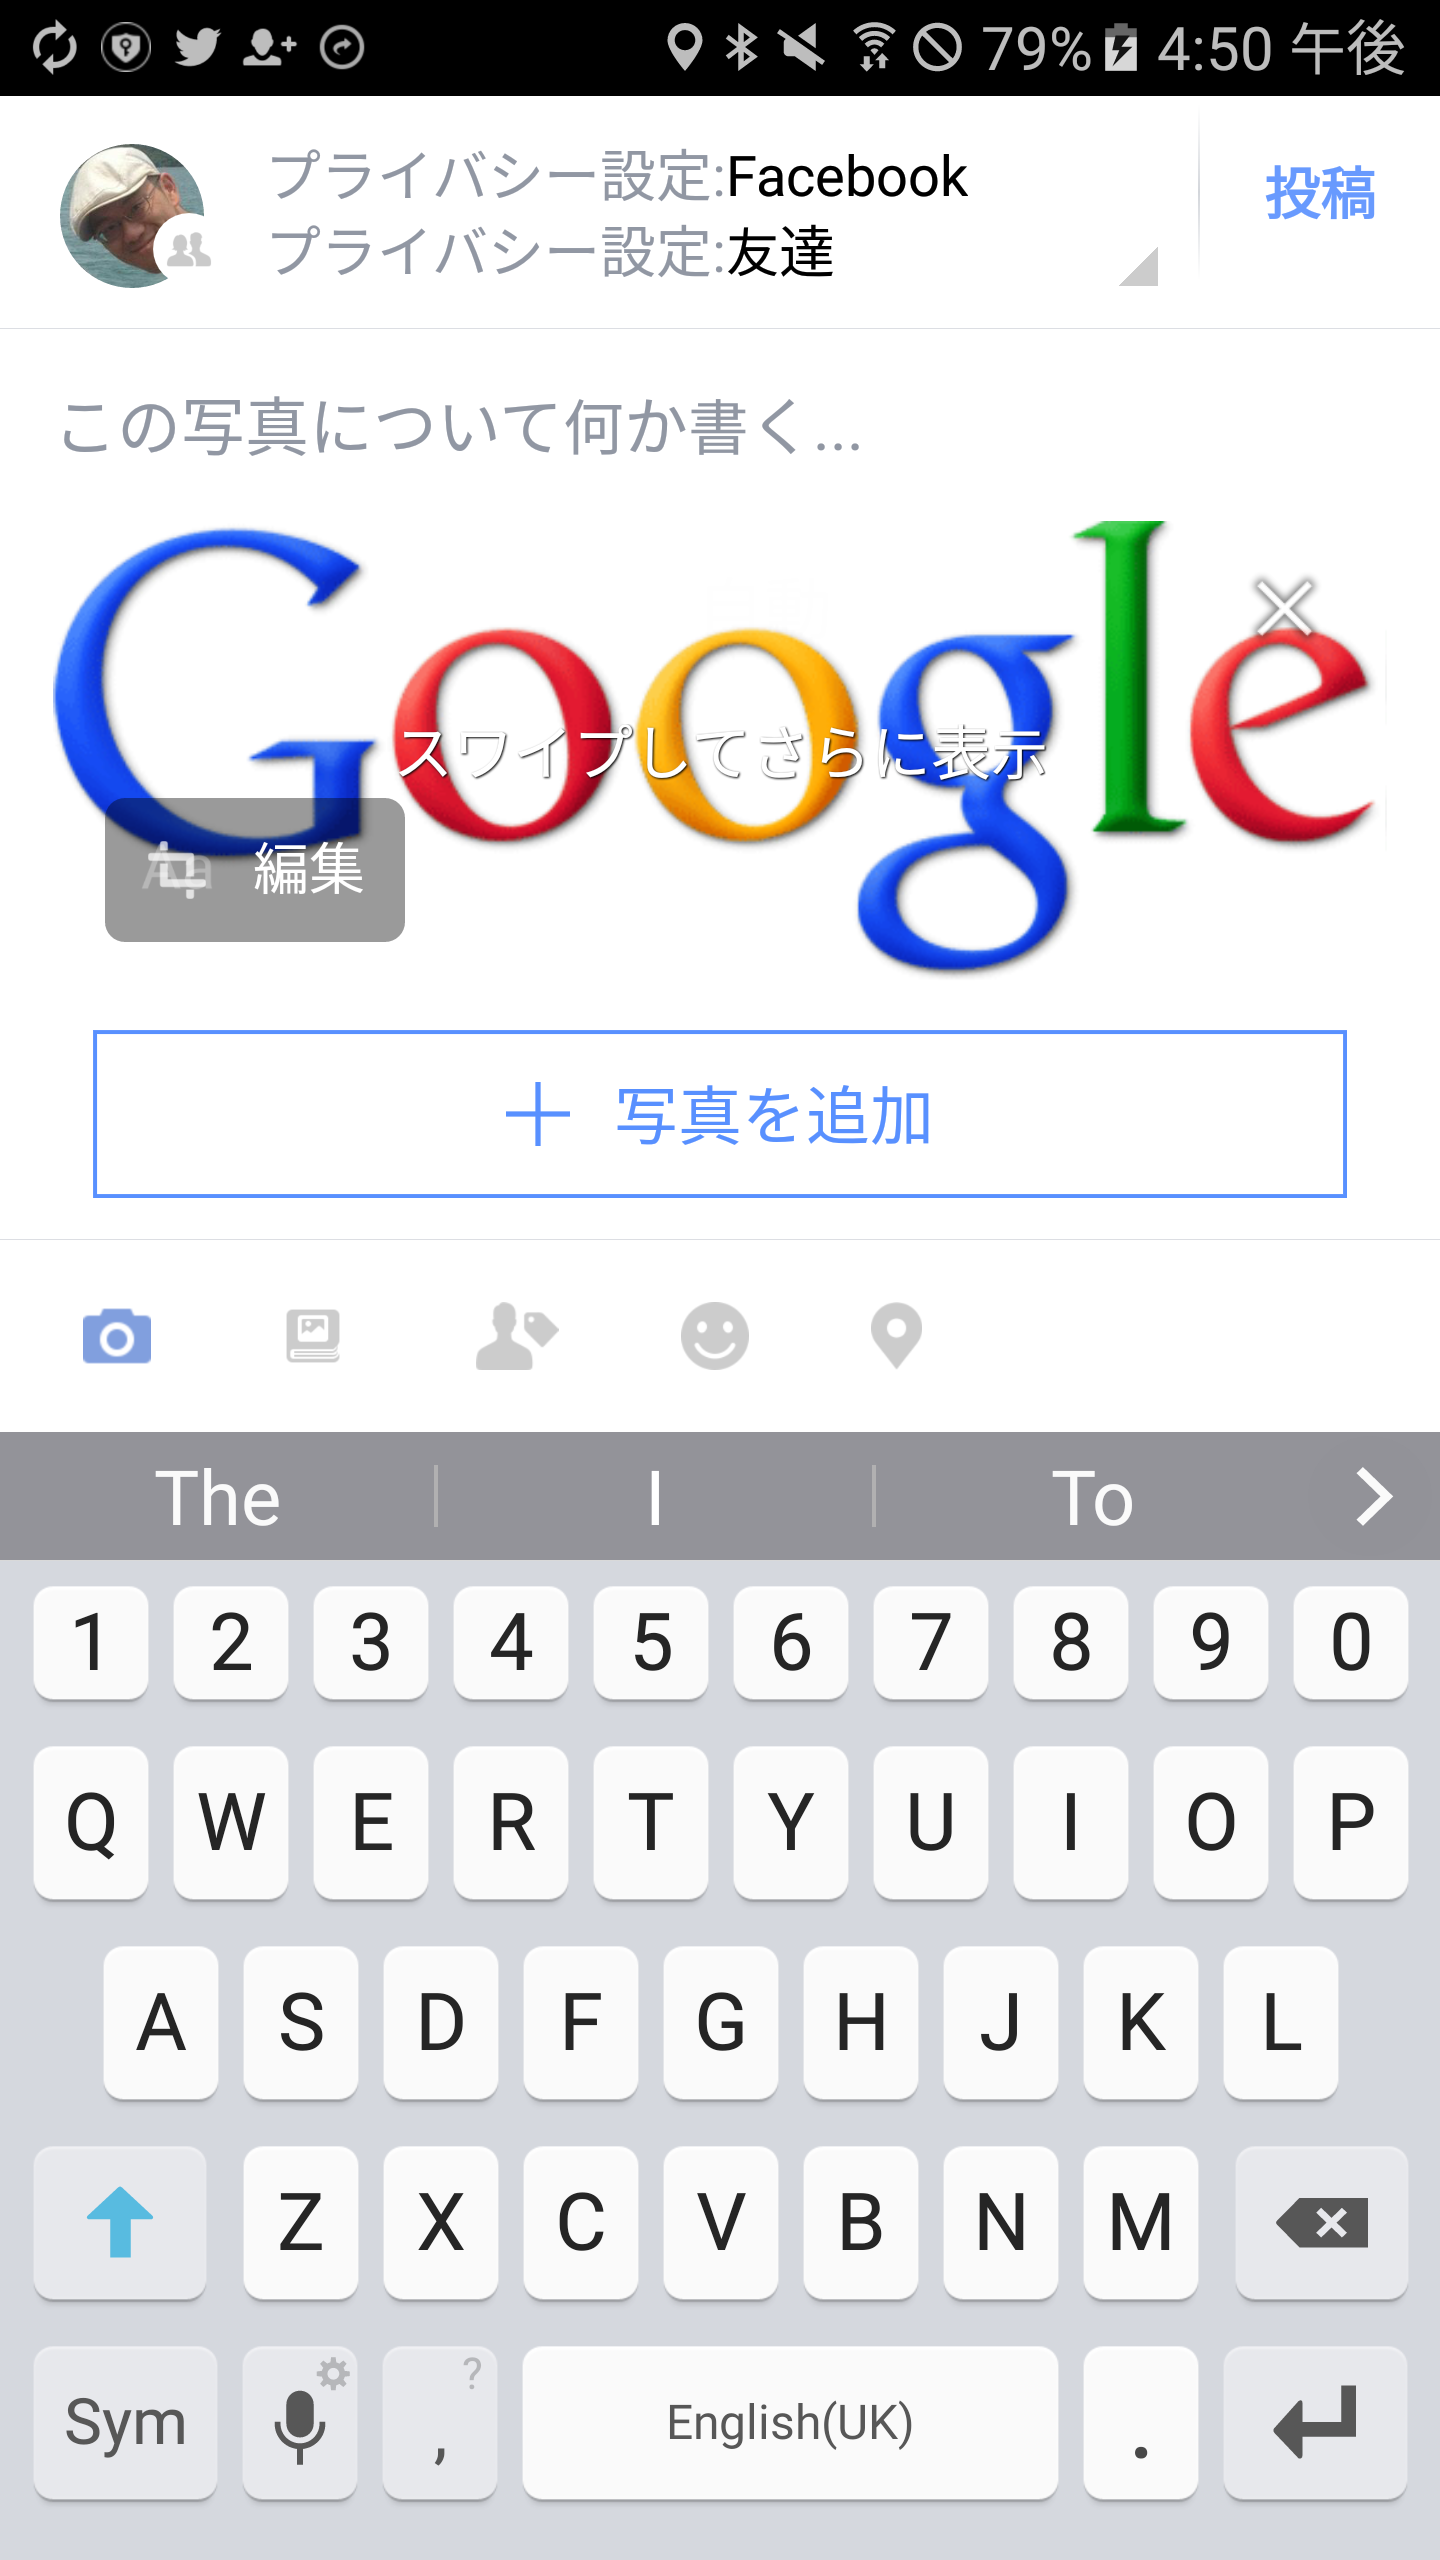 79% 4:50 午後
プライバシー設定:Facebook
プライバシー設定:友達
投稿
この写真について何か書く...
Google
スワイプしてさらに表示
Aa 編集
写真を追加
The I To
1 2 3 4 5 6 7 8 9 0
Q W E R T Y U I O P
A S D F G H J K L
Z X C V B N M
Sym , ? English(UK) .